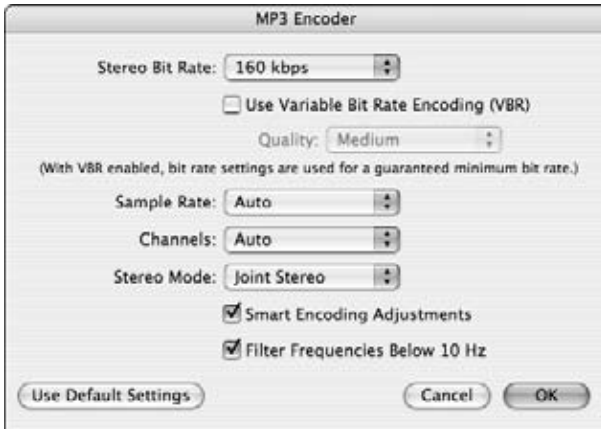 MP3 Encoder
Stereo Bit Rate: 160 kbps
Use Variable Bit Rate Encoding (VBR)
Quality: Medium
(With VBR enabled, bit rate settings are used for a guaranteed minimum bit rate.)
Sample Rate: Auto
Channels: Auto
Stereo Mode: Joint Stereo
Smart Encoding Adjustments
Filter Frequencies Below 10 Hz
Use Default Settings Cancel OK